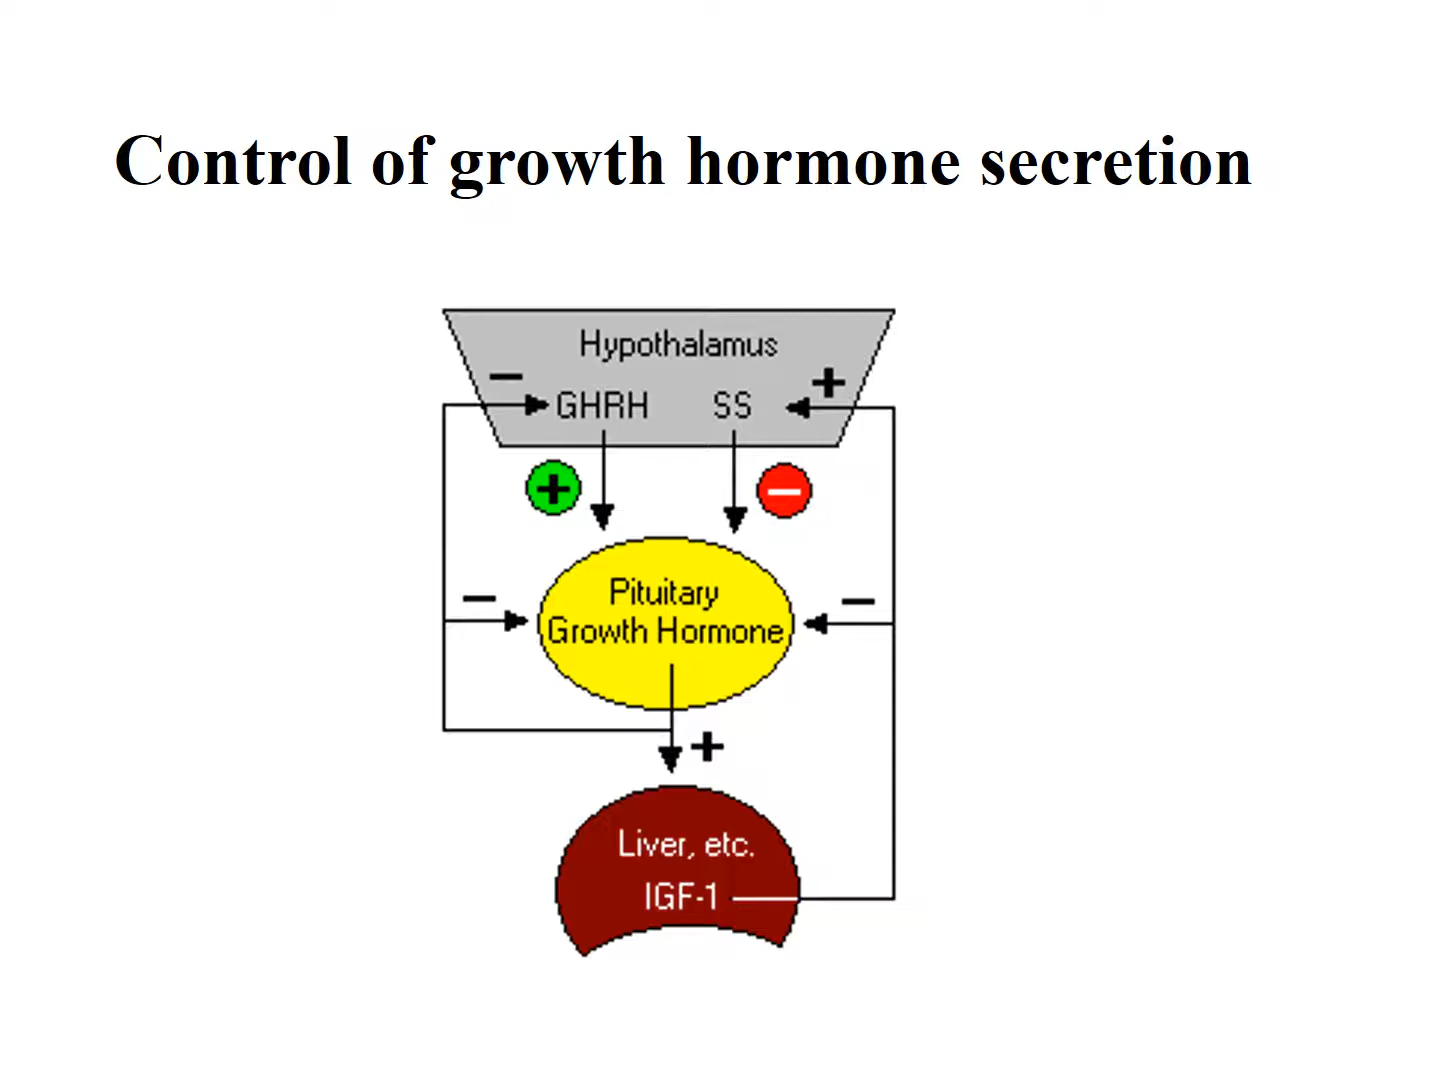 Control of growth hormone secretion
Hypothalamus
− GHRH SS +
+ −
Pituitary
− Growth Hormone −
+
Liver, etc.
IGF-1